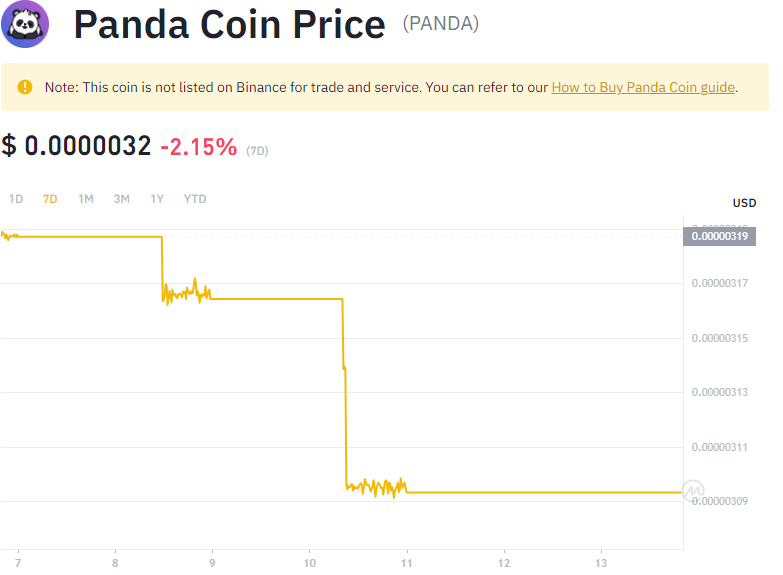 Panda Coin Price (PANDA)
Note: This coin is not listed on Binance for trade and service. You can refer to our How to Buy Panda Coin guide.
$ 0.0000032 -2.15% (7D)
1D 7D 1M 3M 1Y YTD
USD
0.00000319
0.00000317
0.00000315
0.00000313
0.00000311
0.00000309
7 8 9 10 11 12 13